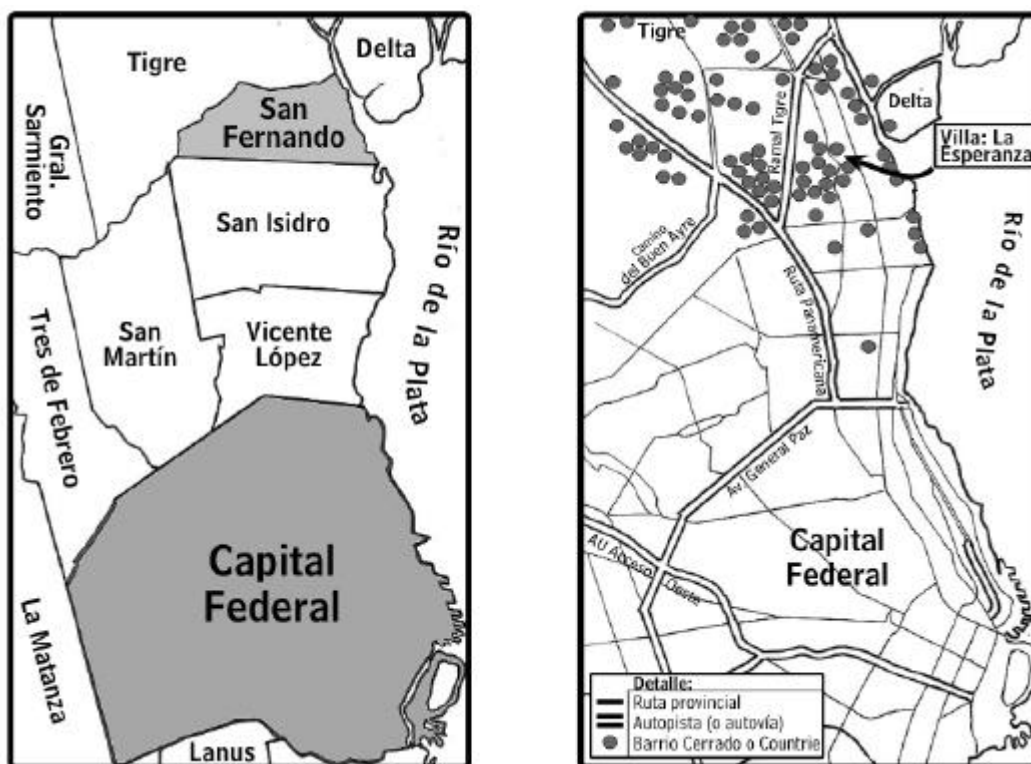 Tigre
Delta
San
Fernando
Gral.
Sarmiento
San Isidro
Río de la Plata
San
Martín
Vicente
López
Tres de Febrero
Capital
Federal
La Matanza
Lanus
Tigre
Delta
Villa: La
Esperanza
Ramal Tigre
Camino
del Buen Ayre
Ruta Panamericana
Río de la Plata
Av. General Paz
AU Acceso Oeste
Capital
Federal
Detalle:
Ruta provincial
Autopista (o autovía)
Barrio Cerrado o Countrie